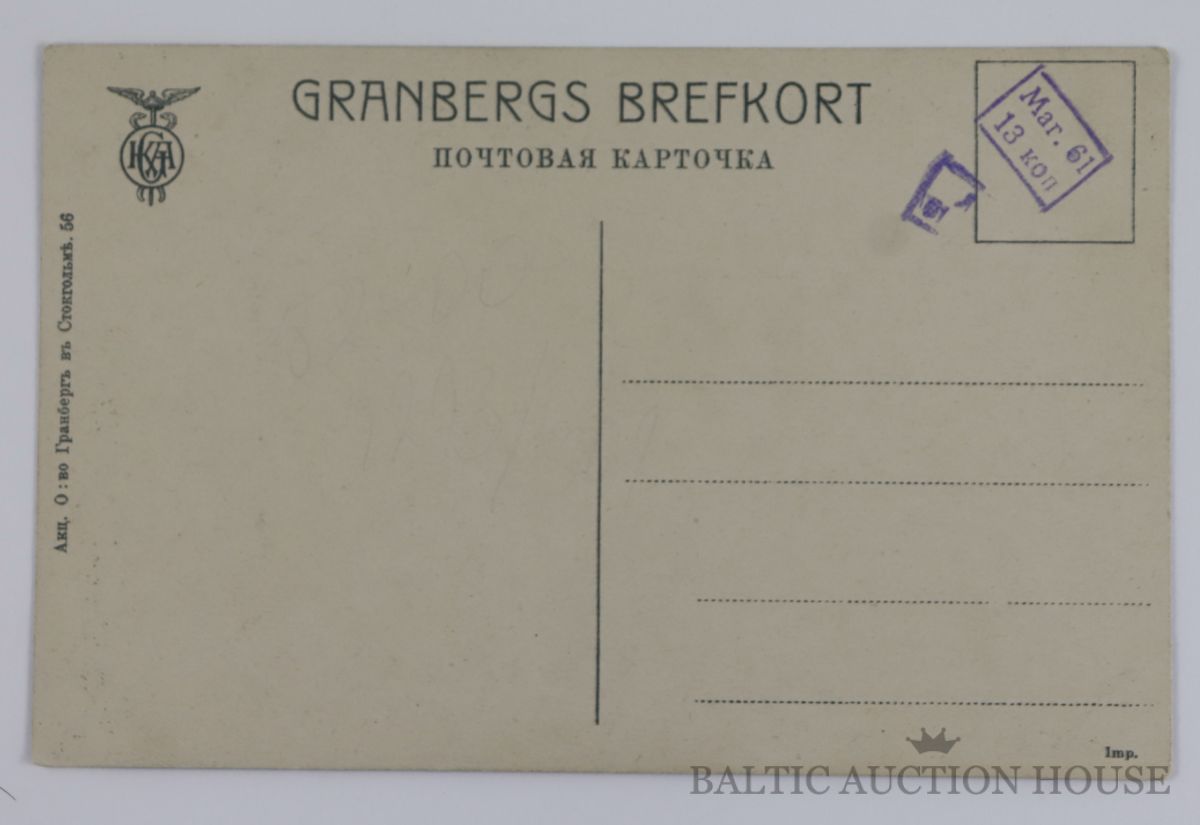 GRANBERGS BREFKORT
ПОЧТОВАЯ КАРТОЧКА
Маг. 61
13 коп
Акц. О:во Гранбергъ въ Стокгольмѣ. 56
Imp.
BALTIC AUCTION HOUSE